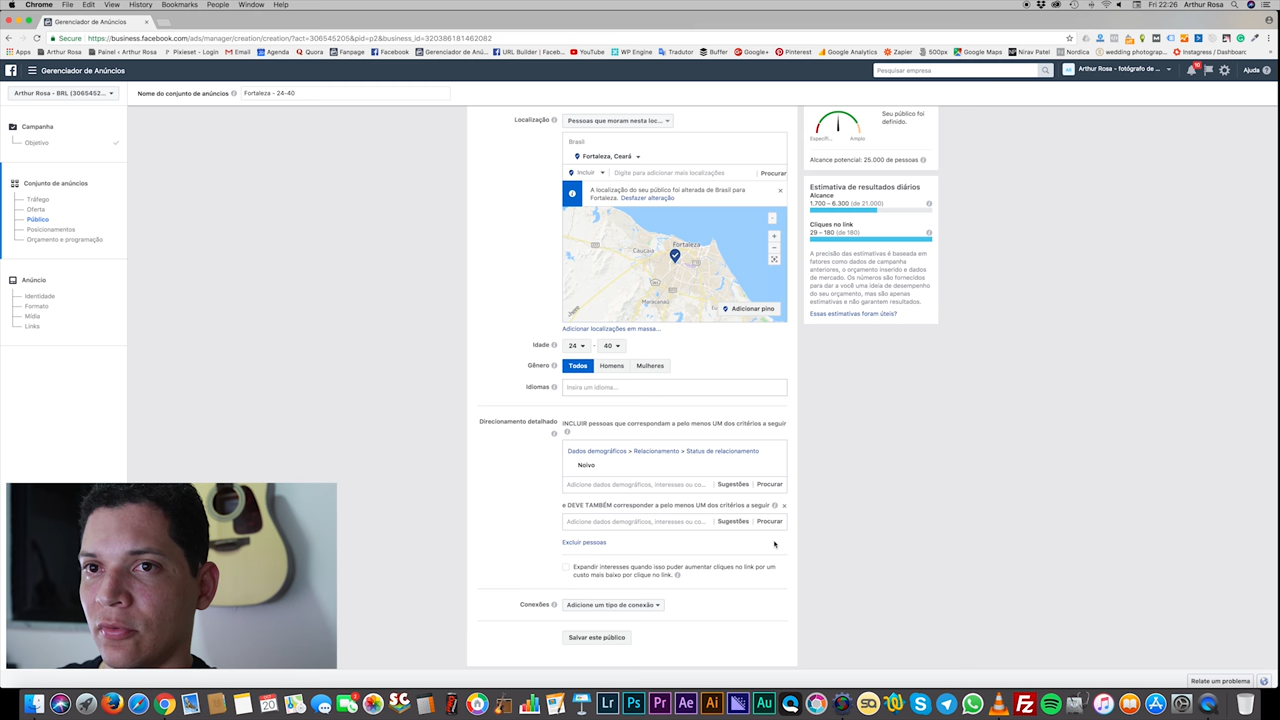 Chrome File Edit View History Bookmarks People Window Help
Fri 22:26 Arthur Rosa
Gerenciador de Anúncios
Secure https://business.facebook.com/ads/manager/creation/creation/?act=306545205&pid=p2&business_id=320386181462082
Apps Arthur Rosa Painel ‹ Arthur Rosa Pixieset - Login Email Agenda Quora Fanpage Facebook Gerenciador de Anú... URL Builder | Face... YouTube WP Engine Tradutor Buffer Google+ Pinterest Google Analytics Zapier 500px Google Maps Nirav Patel Nordica wedding photograp... Instagress / Dashboard
Gerenciador de Anúncios
Pesquisar empresa
Arthur Rosa - fotógrafo de ...
10
Ajuda
Arthur Rosa - BRL (3065452...
Nome do conjunto de anúncios
Fortaleza - 24-40
Campanha
Objetivo
Conjunto de anúncios
Tráfego
Oferta
Público
Posicionamentos
Orçamento e programação
Anúncio
Identidade
Formato
Mídia
Links
Localização
Pessoas que moram nesta loc...
Brasil
Fortaleza, Ceará
Incluir
Digite para adicionar mais localizações
Procurar
A localização do seu público foi alterada de Brasil para
Fortaleza. Desfazer alteração
Fortaleza
Caucaia
Maracanaú
Adicionar pino
Adicionar localizações em massa...
Idade
24 - 40
Gênero
Todos Homens Mulheres
Idiomas
Insira um idioma...
Direcionamento detalhado
INCLUIR pessoas que correspondam a pelo menos UM dos critérios a seguir
Dados demográficos > Relacionamento > Status de relacionamento
Noivo
Adicione dados demográficos, interesses ou co...
Sugestões Procurar
e DEVE TAMBÉM corresponder a pelo menos UM dos critérios a seguir
Adicione dados demográficos, interesses ou co...
Sugestões Procurar
Excluir pessoas
Expandir interesses quando isso puder aumentar cliques no link por um
custo mais baixo por clique no link.
Conexões
Adicione um tipo de conexão
Salvar este público
Seu público foi
definido.
Específi... Amplo
Alcance potencial: 25.000 de pessoas
Estimativa de resultados diários
Alcance
1.700 – 6.300 (de 21.000)
Cliques no link
29 – 180 (de 180)
A precisão das estimativas é baseada em
fatores como dados de campanha
anteriores, o orçamento inserido e dados
de mercado. Os números são fornecidos
para dar a você uma ideia de desempenho
do seu orçamento, mas são apenas
estimativas e não garantem resultados.
Essas estimativas foram úteis?
Relate um problema
20
Lr Ps Pr Ae Ai Au